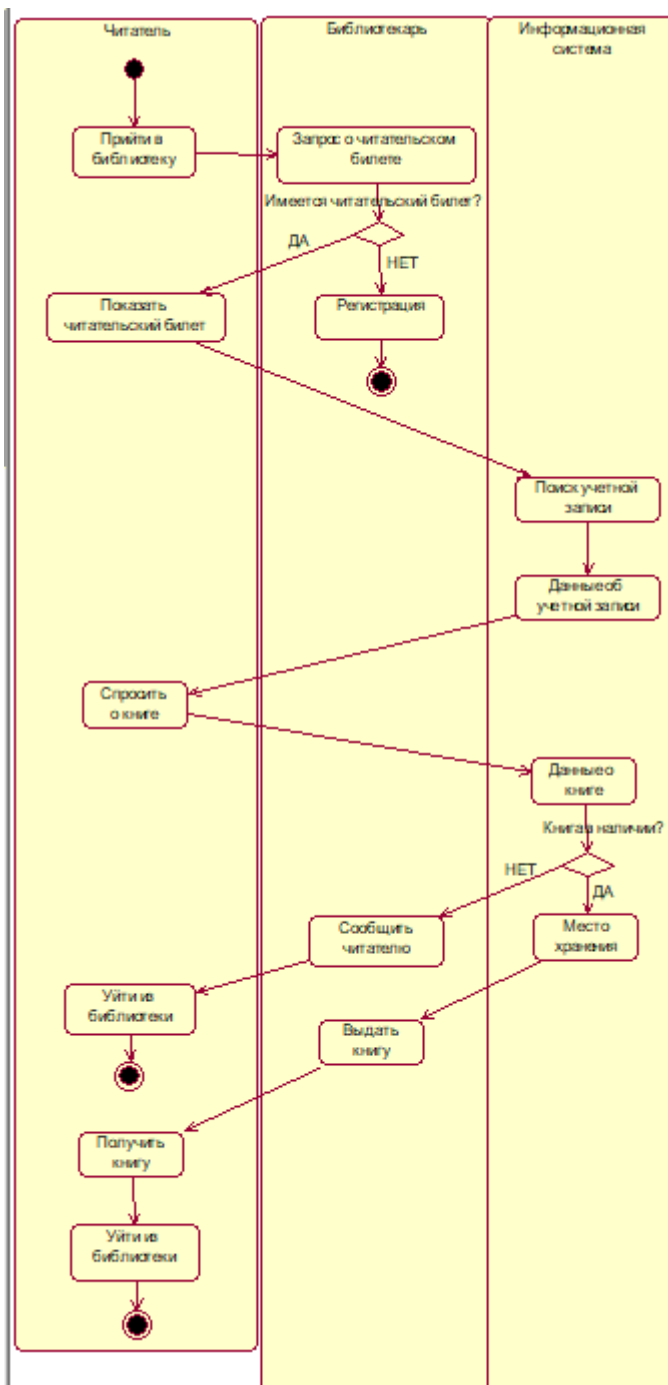 Читатель
Библиотекарь
Информационная
система
Прийти в
библиотеку
Запрос о читательском
билете
Имеется читательский билет?
ДА
НЕТ
Показать
читательский билет
Регистрация
Поиск учетной
записи
Данные об
учетной записи
Спросить
о книге
Данные о
книге
Книга в наличии?
НЕТ
ДА
Сообщить
читателю
Место
хранения
Уйти из
библиотеки
Выдать
книгу
Получить
книгу
Уйти из
библиотеки